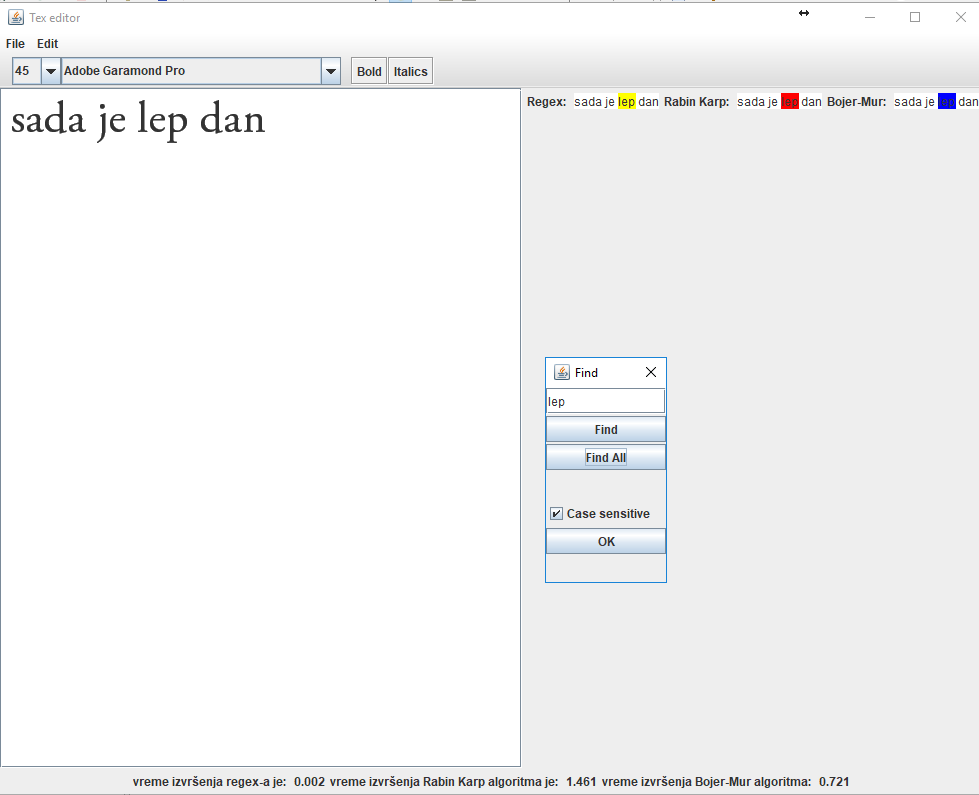 Tex editor
File Edit
45 Adobe Garamond Pro Bold Italics
sada je lep dan
Regex: sada je lep dan Rabin Karp: sada je lep dan Bojer-Mur: sada je lep dan
Find
lep
Find
Find All
Case sensitive
OK
vreme izvršenja regex-a je: 0.002 vreme izvršenja Rabin Karp algoritma je: 1.461 vreme izvršenja Bojer-Mur algoritma: 0.721